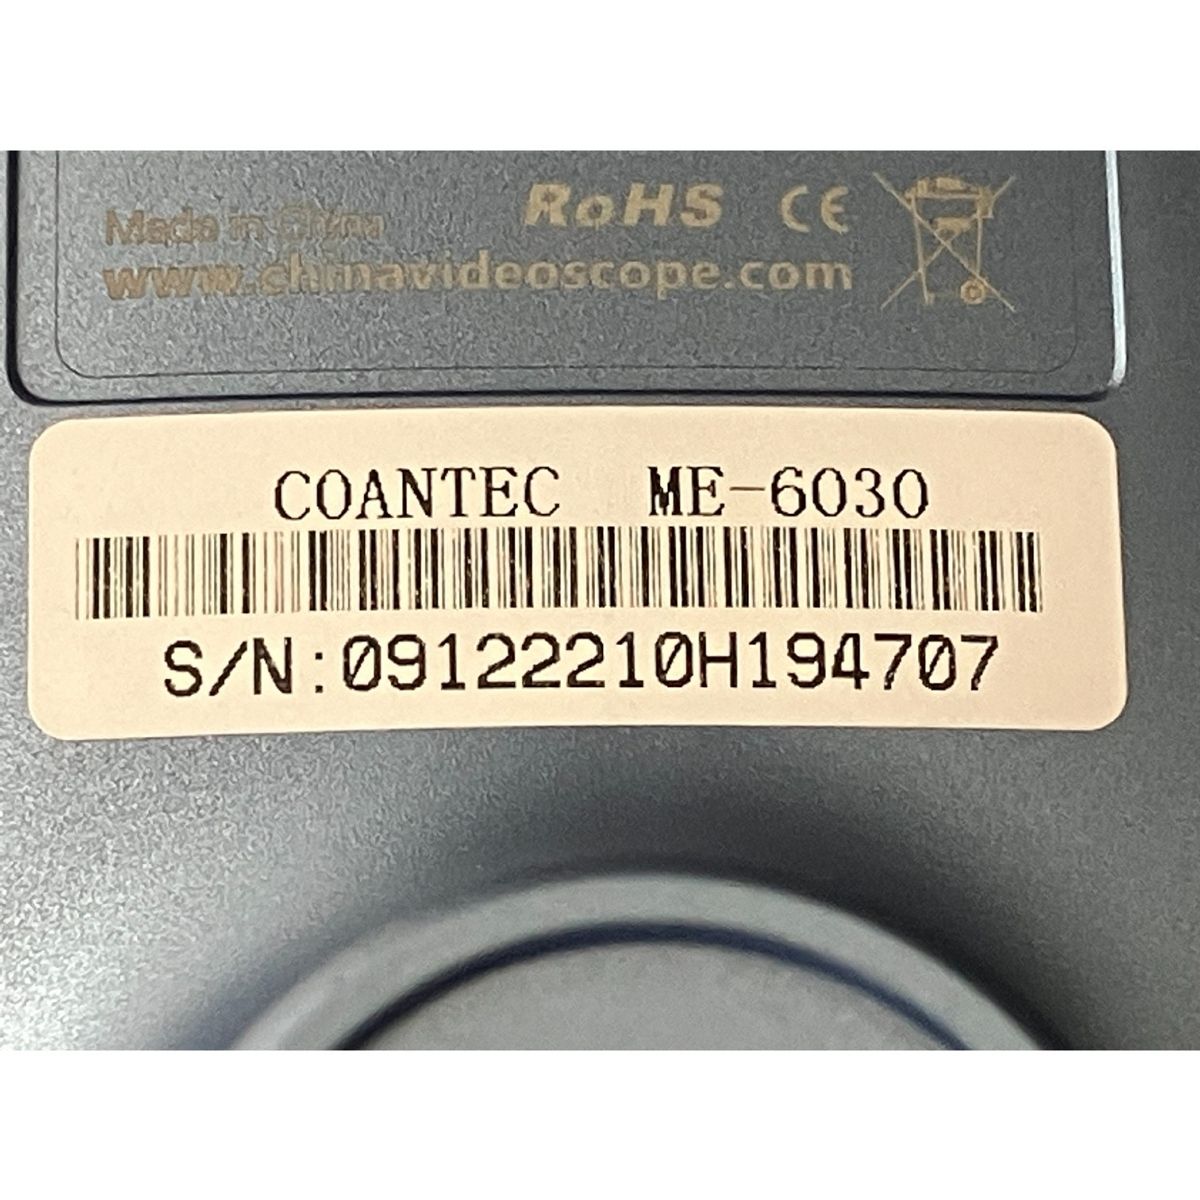 RoHS CE
Made in China
www.chinavideoscope.com
COANTEC ME-6030
S/N:09122210H194707